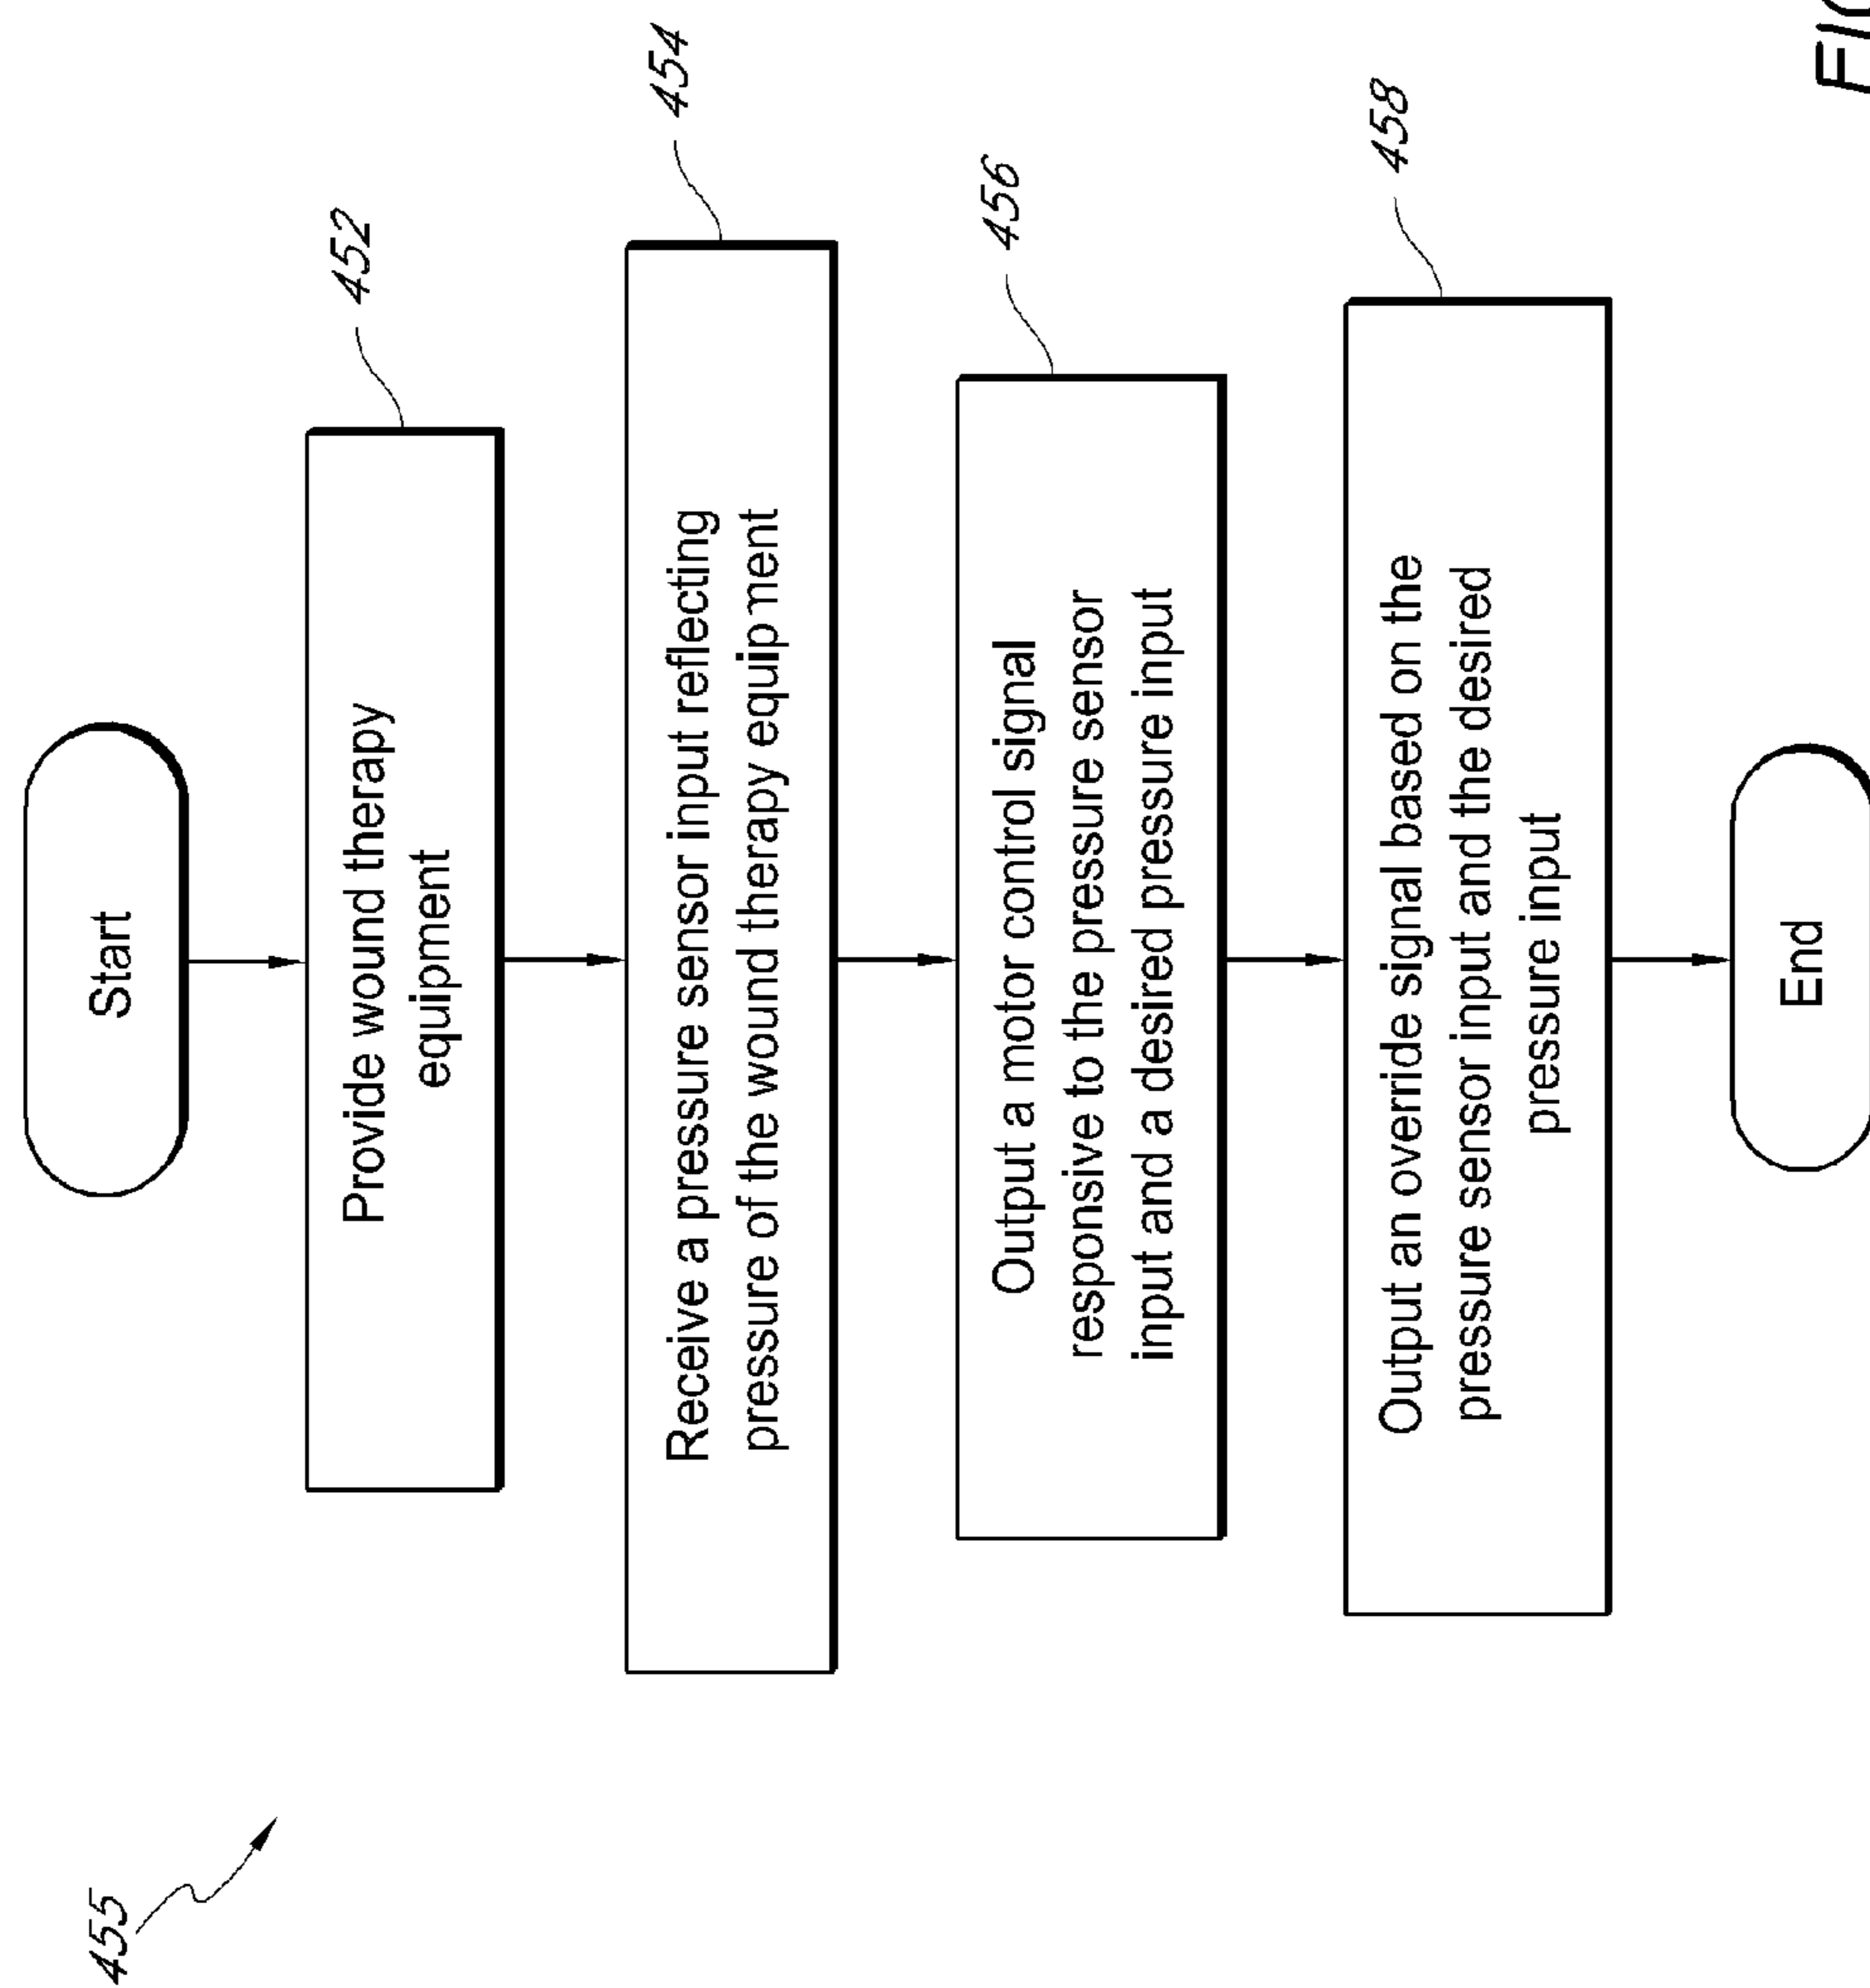 455
Start
Provide wound therapy
equipment
452
Receive a pressure sensor input reflecting
pressure of the wound therapy equipment
454
Output a motor control signal
responsive to the pressure sensor
input and a desired pressure input
456
Output an override signal based on the
pressure sensor input and the desired
pressure input
458
End